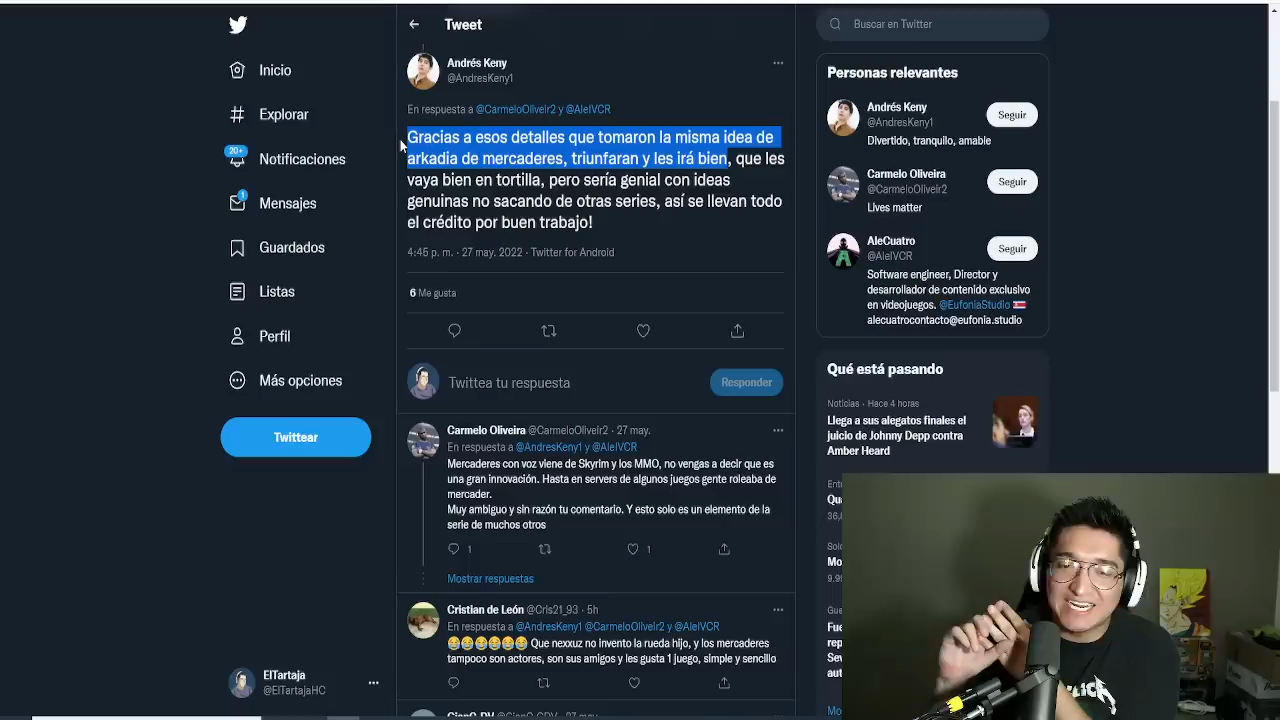 Inicio
Explorar
20+
Notificaciones
1
Mensajes
Guardados
Listas
Perfil
Más opciones
Twittear
ElTartaja
@ElTartajaHC
Tweet
Andrés Keny
@AndresKeny1
En respuesta a @CarmeloOliveir2 y @AleIVCR
Gracias a esos detalles que tomaron la misma idea de
arkadia de mercaderes, triunfaran y les irá bien, que les
vaya bien en tortilla, pero sería genial con ideas
genuinas no sacando de otras series, así se llevan todo
el crédito por buen trabajo!
4:45 p. m. · 27 may. 2022 · Twitter for Android
6 Me gusta
Twittea tu respuesta
Responder
Carmelo Oliveira @CarmeloOliveir2 · 27 may.
En respuesta a @AndresKeny1 y @AleIVCR
Mercaderes con voz viene de Skyrim y los MMO, no vengas a decir que es
una gran innovación. Hasta en servers de algunos juegos gente roleaba de
mercader.
Muy ambiguo y sin razón tu comentario. Y esto solo es un elemento de la
serie de muchos otros
1
1
Mostrar respuestas
Cristian de León @Cris21_93 · 5h
En respuesta a @AndresKeny1 @CarmeloOliveir2 y @AleIVCR
😂😂😂😂😂😂 Que nexxuz no invento la rueda hijo, y los mercaderes
tampoco son actores, son sus amigos y les gusta 1 juego, simple y sencillo
27 may.
Buscar en Twitter
Personas relevantes
Andrés Keny
@AndresKeny1
Seguir
Divertido, tranquilo, amable
Carmelo Oliveira
@CarmeloOliveir2
Seguir
Lives matter
AleCuatro
@AleIVCR
Seguir
Software engineer, Director y
desarrollador de contenido exclusivo
en videojuegos. @EufoniaStudio 🇨🇷
alecuatrocontacto@eufonia.studio
Qué está pasando
Noticias · Hace 4 horas
Llega a sus alegatos finales el
juicio de Johnny Depp contra
Amber Heard